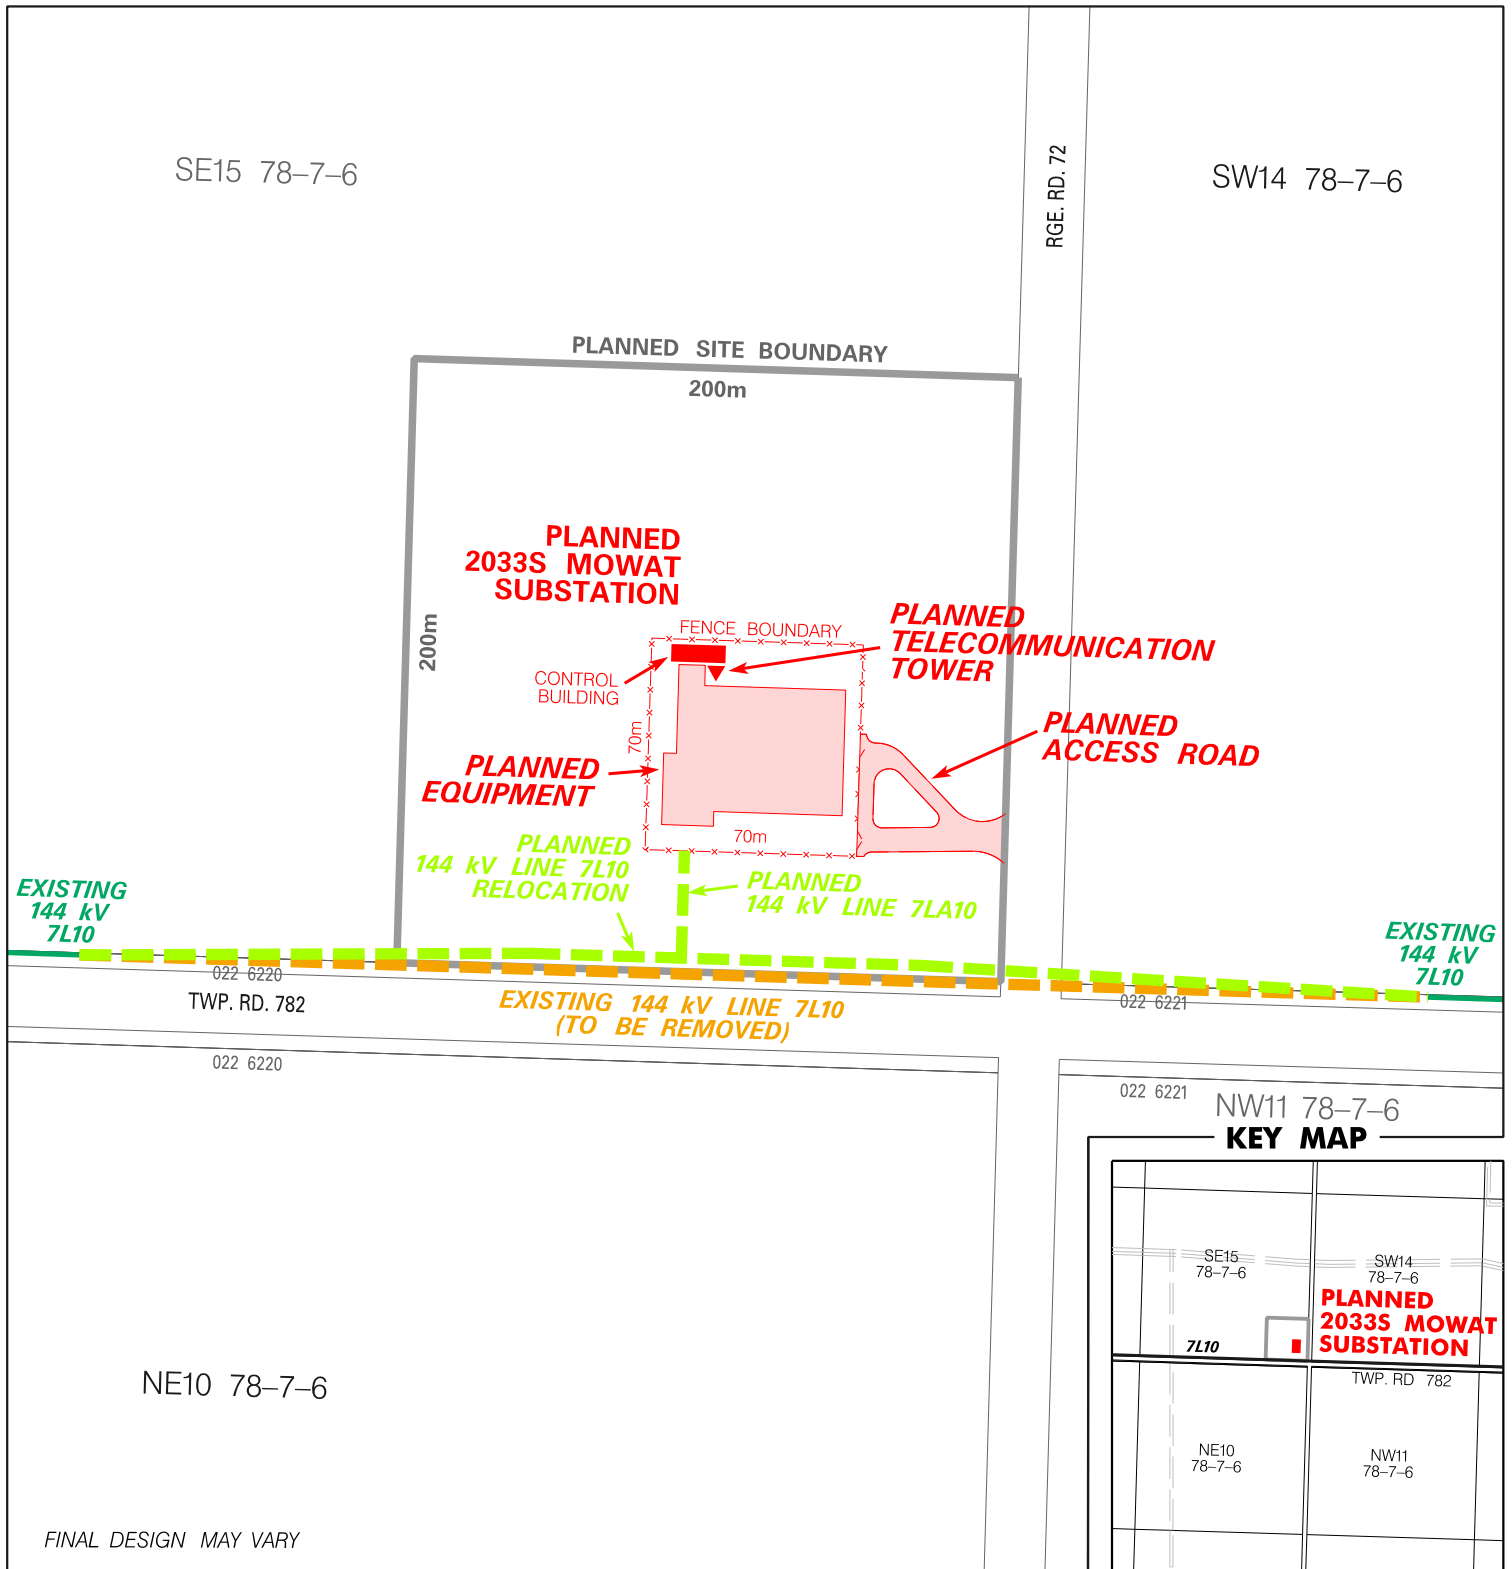 SE15 78–7–6
RGE. RD. 72
SW14 78–7–6
PLANNED SITE BOUNDARY
200m
200m
PLANNED
2033S MOWAT
SUBSTATION
FENCE BOUNDARY
PLANNED
TELECOMMUNICATION
TOWER
CONTROL
BUILDING
70m
PLANNED
ACCESS ROAD
PLANNED
EQUIPMENT
70m
PLANNED
144 kV LINE 7L10
RELOCATION
PLANNED
144 kV LINE 7LA10
EXISTING
144 kV
7L10
EXISTING
144 kV
7L10
022 6220
TWP. RD. 782
EXISTING 144 kV LINE 7L10
(TO BE REMOVED)
022 6221
022 6220
022 6221
NW11 78–7–6
KEY MAP
SE15
78–7–6
SW14
78–7–6
PLANNED
2033S MOWAT
SUBSTATION
7L10
TWP. RD 782
NE10
78–7–6
NW11
78–7–6
NE10 78–7–6
FINAL DESIGN MAY VARY